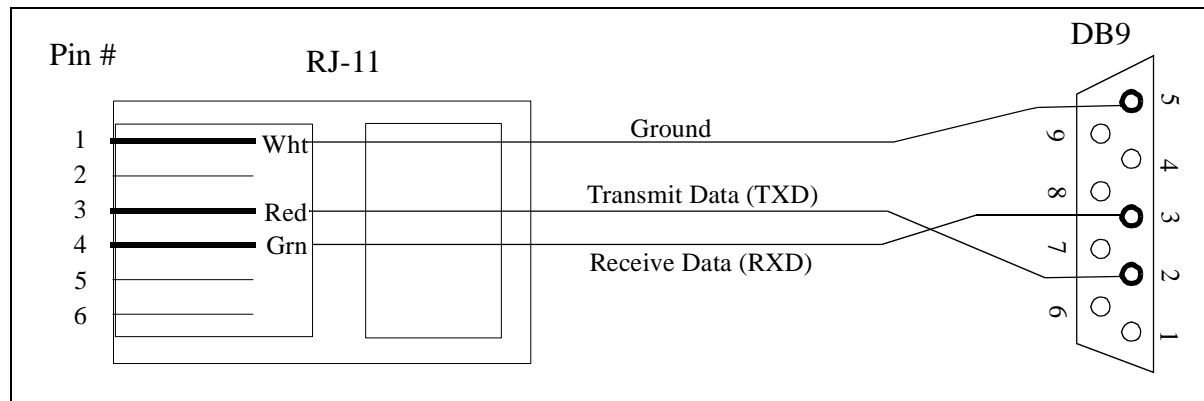 Pin #
RJ-11
DB9
1
Wht
Ground
2
3
Red
Transmit Data (TXD)
4
Grn
Receive Data (RXD)
5
6
5
9
4
8
3
7
2
6
1